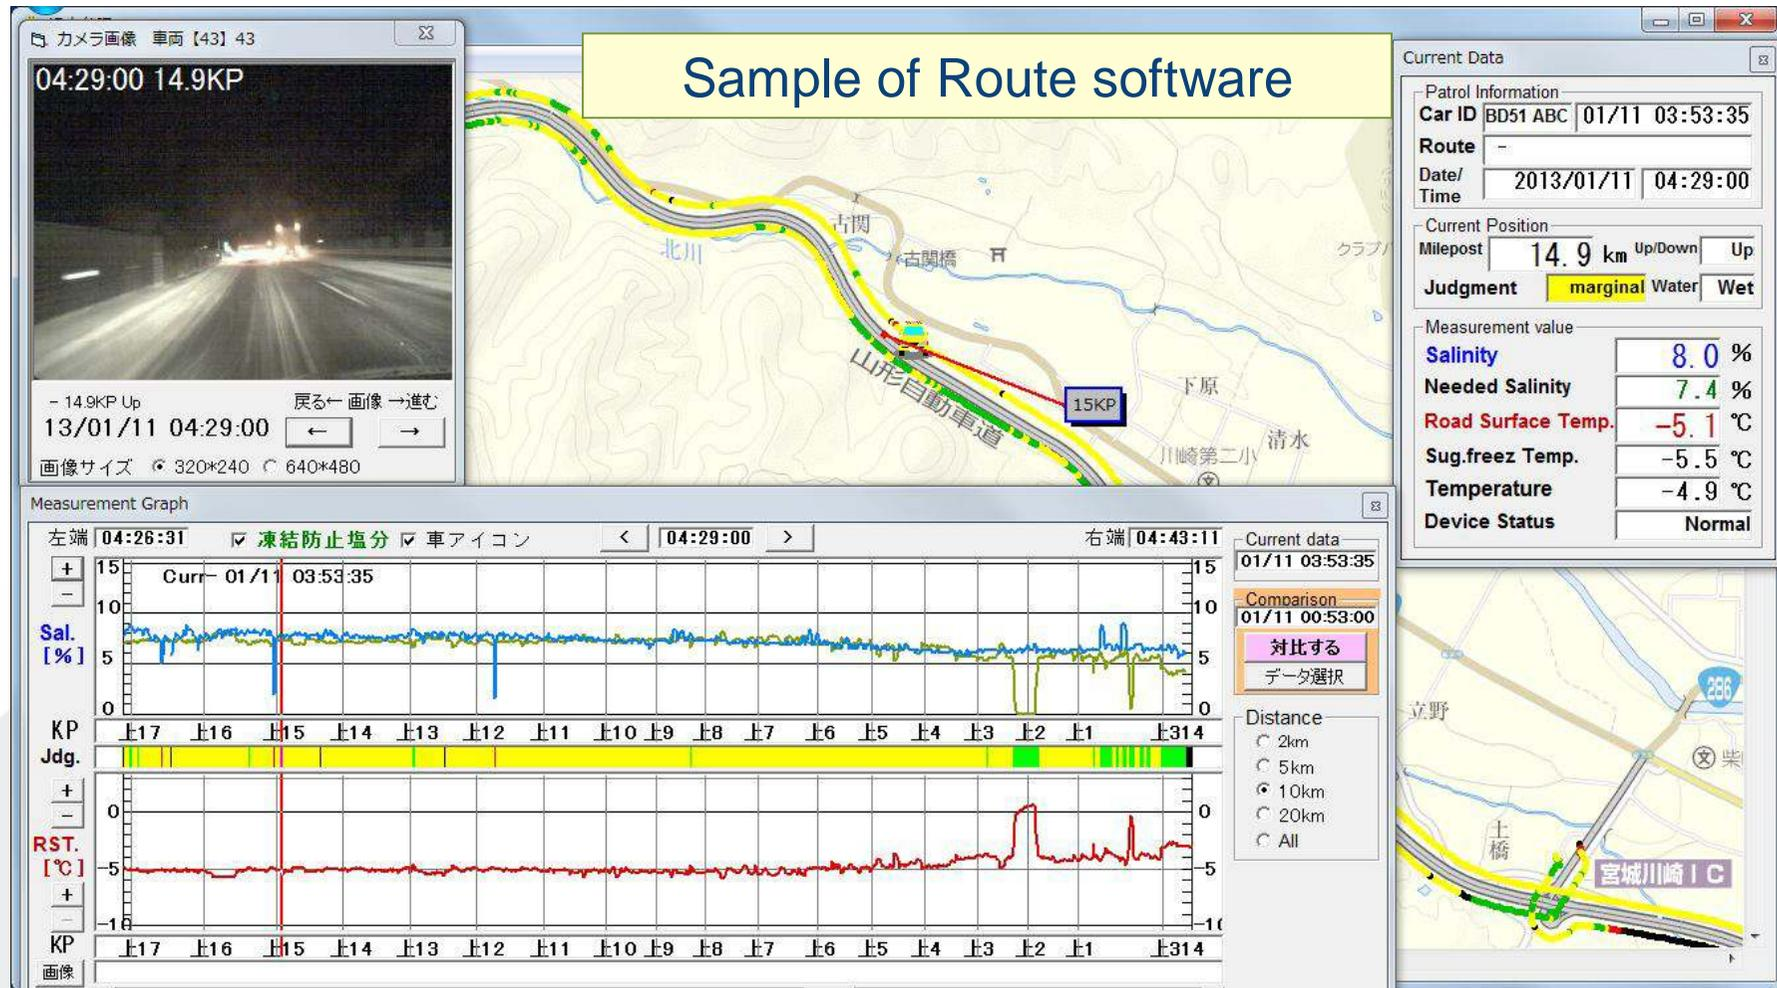 Sample of Route software
カメラ画像 車両【43】43
04:29:00 14.9KP
- 14.9KP Up
戻る← 画像 →進む
13/01/11 04:29:00 ← →
画像サイズ 320*240 640*480
北川
古関
古関橋
クラブハ
山形自動車道
15KP
下原
清水
川崎第二小
文
Current Data
Patrol Information
Car ID BD51 ABC 01/11 03:53:35
Route -
Date/
Time 2013/01/11 04:29:00
Current Position
Milepost 14.9 km Up/Down Up
Judgment marginal Water Wet
Measurement value
Salinity 8.0 %
Needed Salinity 7.4 %
Road Surface Temp. -5.1 ℃
Sug.freez Temp. -5.5 ℃
Temperature -4.9 ℃
Device Status Normal
Measurement Graph
左端 04:26:31 凍結防止塩分 車アイコン < 04:29:00 > 右端 04:43:11
+ 15 Curr- 01/11 03:53:35 15
- 10 10
Sal.
[%] 5 5
0 0
KP 上17 上16 上15 上14 上13 上12 上11 上10 上9 上8 上7 上6 上5 上4 上3 上2 上1 上314
Jdg.
+
- 0 0
RST.
[℃] -5 -5
+
- -10 -10
KP 上17 上16 上15 上14 上13 上12 上11 上10 上9 上8 上7 上6 上5 上4 上3 上2 上1 上314
画像
Current data
01/11 03:53:35
Comparison
01/11 00:53:00
対比する
データ選択
Distance
2km
5km
10km
20km
All
286
立野
文 柴
土橋
宮城川崎IC